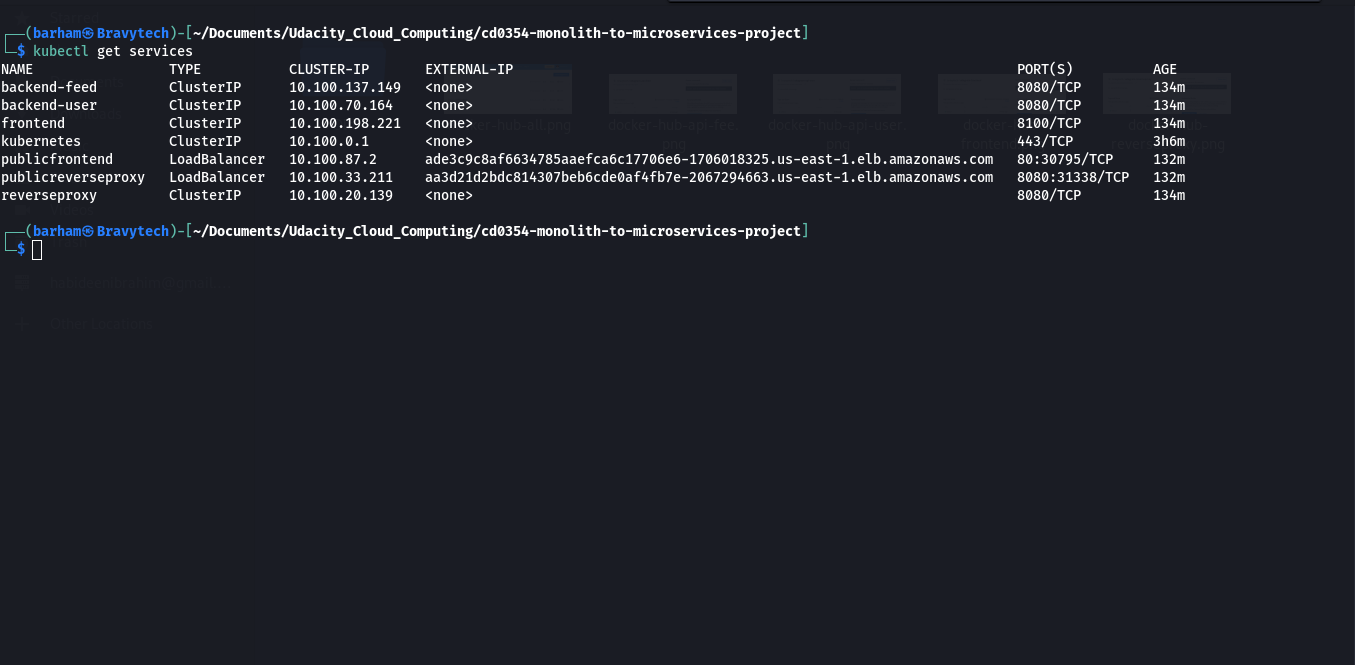 ┌──(barham㉿Bravytech)-[~/Documents/Udacity_Cloud_Computing/cd0354-monolith-to-microservices-project]
└─$ kubectl get services
NAME TYPE CLUSTER-IP EXTERNAL-IP PORT(S) AGE
backend-feed ClusterIP 10.100.137.149 <none> 8080/TCP 134m
backend-user ClusterIP 10.100.70.164 <none> 8080/TCP 134m
frontend ClusterIP 10.100.198.221 <none> 8100/TCP 134m
kubernetes ClusterIP 10.100.0.1 <none> 443/TCP 3h6m
publicfrontend LoadBalancer 10.100.87.2 ade3c9c8af6634785aaefca6c17706e6-1706018325.us-east-1.elb.amazonaws.com 80:30795/TCP 132m
publicreverseproxy LoadBalancer 10.100.33.211 aa3d21d2bdc814307beb6cde0af4fb7e-2067294663.us-east-1.elb.amazonaws.com 8080:31338/TCP 132m
reverseproxy ClusterIP 10.100.20.139 <none> 8080/TCP 134m
┌──(barham㉿Bravytech)-[~/Documents/Udacity_Cloud_Computing/cd0354-monolith-to-microservices-project]
└─$